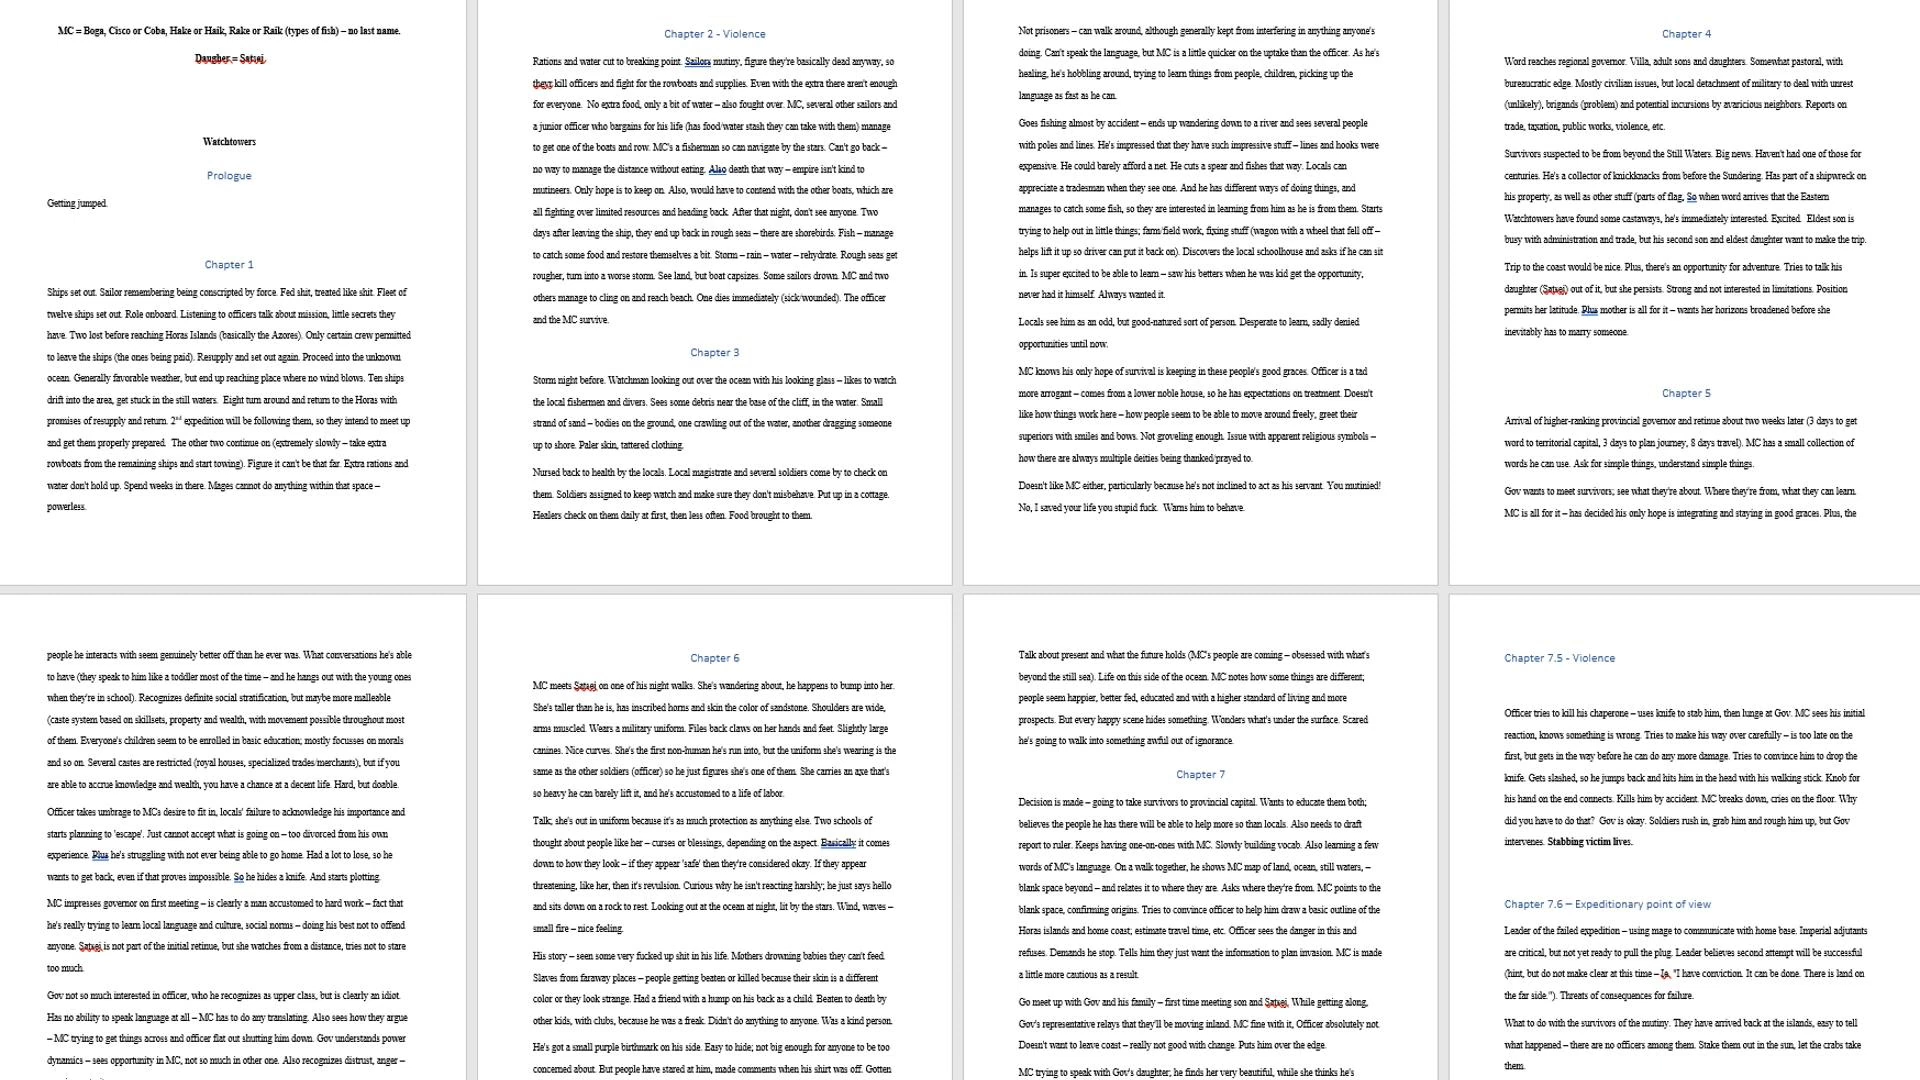 MC = Boga, Cisco or Coba, Hake or Haik, Rake or Raik (types of fish) – no last name.
Daugher = Satsej.
Watchtowers
Prologue
Getting jumped.
Chapter 1
Ships set out. Sailor remembering being conscripted by force. Fed shit, treated like shit. Fleet of
twelve ships set out. Role onboard. Listening to officers talk about mission, little secrets they
have. Two lost before reaching Horas Islands (basically the Azores). Only certain crew permitted
to leave the ships (the ones being paid). Resupply and set out again. Proceed into the unknown
ocean. Generally favorable weather, but end up reaching place where no wind blows. Ten ships
drift into the area, get stuck in the still waters.  Eight turn around and return to the Horas with
promises of resupply and return. 2nd expedition will be following them, so they intend to meet up
and get them properly prepared.  The other two continue on (extremely slowly – take extra
rowboats from the remaining ships and start towing). Figure it can't be that far. Extra rations and
water don't hold up. Spend weeks in there. Mages cannot do anything within that space –
powerless.
Chapter 2 - Violence
Rations and water cut to breaking point. Sailors mutiny, figure they're basically dead anyway, so
they kill officers and fight for the rowboats and supplies. Even with the extra there aren't enough
for everyone.  No extra food, only a bit of water – also fought over. MC, several other sailors and
a junior officer who bargains for his life (has food/water stash they can take with them) manage
to get one of the boats and row. MC's a fisherman so can navigate by the stars. Can't go back –
no way to manage the distance without eating. Also death that way – empire isn't kind to
mutineers. Only hope is to keep on. Also, would have to contend with the other boats, which are
all fighting over limited resources and heading back. After that night, don't see anyone. Two
days after leaving the ship, they end up back in rough seas – there are shorebirds. Fish – manage
to catch some food and restore themselves a bit. Storm – rain – water – rehydrate. Rough seas get
rougher, turn into a worse storm. See land, but boat capsizes. Some sailors drown. MC and two
others manage to cling on and reach beach. One dies immediately (sick/wounded). The officer
and the MC survive.
Chapter 3
Storm night before. Watchman looking out over the ocean with his looking glass – likes to watch
the local fishermen and divers. Sees some debris near the base of the cliff, in the water. Small
strand of sand – bodies on the ground, one crawling out of the water, another dragging someone
up to shore. Paler skin, tattered clothing.
Nursed back to health by the locals. Local magistrate and several soldiers come by to check on
them. Soldiers assigned to keep watch and make sure they don't misbehave. Put up in a cottage.
Healers check on them daily at first, then less often. Food brought to them.
Not prisoners – can walk around, although generally kept from interfering in anything anyone's
doing. Can't speak the language, but MC is a little quicker on the uptake than the officer. As he's
healing, he's hobbling around, trying to learn things from people, children, picking up the
language as fast as he can.
Goes fishing almost by accident – ends up wandering down to a river and sees several people
with poles and lines. He's impressed that they have such impressive stuff – lines and hooks were
expensive. He could barely afford a net. He cuts a spear and fishes that way. Locals can
appreciate a tradesman when they see one. And he has different ways of doing things, and
manages to catch some fish, so they are interested in learning from him as he is from them. Starts
trying to help out in little things; farm/field work, fixing stuff (wagon with a wheel that fell off –
helps lift it up so driver can put it back on). Discovers the local schoolhouse and asks if he can sit
in. Is super excited to be able to learn – saw his betters when he was kid get the opportunity,
never had it himself. Always wanted it.
Locals see him as an odd, but good-natured sort of person. Desperate to learn, sadly denied
opportunities until now.
MC knows his only hope of survival is keeping in these people's good graces. Officer is a tad
more arrogant – comes from a lower noble house, so he has expectations on treatment. Doesn't
like how things work here – how people seem to be able to move around freely, greet their
superiors with smiles and bows. Not groveling enough. Issue with apparent religious symbols –
how there are always multiple deities being thanked/prayed to.
Doesn't like MC either, particularly because he's not inclined to act as his servant. You mutinied!
No, I saved your life you stupid fuck.  Warns him to behave.
Chapter 4
Word reaches regional governor. Villa, adult sons and daughters. Somewhat pastoral, with
bureaucratic edge. Mostly civilian issues, but local detachment of military to deal with unrest
(unlikely), brigands (problem) and potential incursions by avaricious neighbors. Reports on
trade, taxation, public works, violence, etc.
Survivors suspected to be from beyond the Still Waters. Big news. Haven't had one of those for
centuries. He's a collector of knickknacks from before the Sundering. Has part of a shipwreck on
his property, as well as other stuff (parts of flag, So when word arrives that the Eastern
Watchtowers have found some castaways, he's immediately interested. Excited.  Eldest son is
busy with administration and trade, but his second son and eldest daughter want to make the trip.
Trip to the coast would be nice. Plus, there's an opportunity for adventure. Tries to talk his
daughter (Satsej) out of it, but she persists. Strong and not interested in limitations. Position
permits her latitude. Plus mother is all for it – wants her horizons broadened before she
inevitably has to marry someone.
Chapter 5
Arrival of higher-ranking provincial governor and retinue about two weeks later (3 days to get
word to territorial capital, 3 days to plan journey, 8 days travel). MC has a small collection of
words he can use. Ask for simple things, understand simple things.
Gov wants to meet survivors; see what they're about. Where they're from, what they can learn.
MC is all for it – has decided his only hope is integrating and staying in good graces. Plus, the
people he interacts with seem genuinely better off than he ever was. What conversations he's able
to have (they speak to him like a toddler most of the time – and he hangs out with the young ones
when they're in school). Recognizes definite social stratification, but maybe more malleable
(caste system based on skillsets, property and wealth, with movement possible throughout most
of them. Everyone's children seem to be enrolled in basic education; mostly focusses on morals
and so on. Several castes are restricted (royal houses, specialized trades/merchants), but if you
are able to accrue knowledge and wealth, you have a chance at a decent life. Hard, but doable.
Officer takes umbrage to MCs desire to fit in, locals' failure to acknowledge his importance and
starts planning to 'escape'. Just cannot accept what is going on – too divorced from his own
experience. Plus he's struggling with not ever being able to go home. Had a lot to lose, so he
wants to get back, even if that proves impossible. So he hides a knife. And starts plotting.
MC impresses governor on first meeting – is clearly a man accustomed to hard work – fact that
he's really trying to learn local language and culture, social norms – doing his best not to offend
anyone. Satsej is not part of the initial retinue, but she watches from a distance, tries not to stare
too much.
Gov not so much interested in officer, who he recognizes as upper class, but is clearly an idiot.
Has no ability to speak language at all – MC has to do any translating. Also sees how they argue
– MC trying to get things across and officer flat out shutting him down. Gov understands power
dynamics – sees opportunity in MC, not so much in other one. Also recognizes distrust, anger –
Chapter 6
MC meets Satsej on one of his night walks. She's wandering about, he happens to bump into her.
She's taller than he is, has inscribed horns and skin the color of sandstone. Shoulders are wide,
arms muscled. Wears a military uniform. Files back claws on her hands and feet. Slightly large
canines. Nice curves. She's the first non-human he's run into, but the uniform she's wearing is the
same as the other soldiers (officer) so he just figures she's one of them. She carries an axe that's
so heavy he can barely lift it, and he's accustomed to a life of labor.
Talk; she's out in uniform because it's as much protection as anything else. Two schools of
thought about people like her – curses or blessings, depending on the aspect. Basically it comes
down to how they look – if they appear 'safe' then they're considered okay. If they appear
threatening, like her, then it's revulsion. Curious why he isn't reacting harshly; he just says hello
and sits down on a rock to rest. Looking out at the ocean at night, lit by the stars. Wind, waves –
small fire – nice feeling.
His story – seen some very fucked up shit in his life. Mothers drowning babies they can't feed.
Slaves from faraway places – people getting beaten or killed because their skin is a different
color or they look strange. Had a friend with a hump on his back as a child. Beaten to death by
other kids, with clubs, because he was a freak. Didn't do anything to anyone. Was a kind person.
He's got a small purple birthmark on his side. Easy to hide; not big enough for anyone to be too
concerned about. But people have stared at him, made comments when his shirt was off. Gotten
Talk about present and what the future holds (MC's people are coming – obsessed with what's
beyond the still sea). Life on this side of the ocean. MC notes how some things are different;
people seem happier, better fed, educated and with a higher standard of living and more
prospects. But every happy scene hides something. Wonders what's under the surface. Scared
he's going to walk into something awful out of ignorance.
Chapter 7
Decision is made – going to take survivors to provincial capital. Wants to educate them both;
believes the people he has there will be able to help more so than locals. Also needs to draft
report to ruler. Keeps having one-on-ones with MC. Slowly building vocab. Also learning a few
words of MC's language. On a walk together, he shows MC map of land, ocean, still waters, –
blank space beyond – and relates it to where they are. Asks where they're from. MC points to the
blank space, confirming origins. Tries to convince officer to help him draw a basic outline of the
Horas islands and home coast; estimate travel time, etc. Officer sees the danger in this and
refuses. Demands he stop. Tells him they just want the information to plan invasion. MC is made
a little more cautious as a result.
Go meet up with Gov and his family – first time meeting son and Satsej. While getting along,
Gov's representative relays that they'll be moving inland. MC fine with it, Officer absolutely not.
Doesn't want to leave coast – really not good with change. Puts him over the edge.
MC trying to speak with Gov's daughter; he finds her very beautiful, while she thinks he's
Chapter 7.5 - Violence
Officer tries to kill his chaperone – uses knife to stab him, then lunge at Gov. MC sees his initial
reaction, knows something is wrong. Tries to make his way over carefully – is too late on the
first, but gets in the way before he can do any more damage. Tries to convince him to drop the
knife. Gets slashed, so he jumps back and hits him in the head with his walking stick. Knob for
his hand on the end connects. Kills him by accident. MC breaks down, cries on the floor. Why
did you have to do that?  Gov is okay. Soldiers rush in, grab him and rough him up, but Gov
intervenes. Stabbing victim lives.
Chapter 7.6 – Expeditionary point of view
Leader of the failed expedition – using mage to communicate with home base. Imperial adjutants
are critical, but not yet ready to pull the plug. Leader believes second attempt will be successful
(hint, but do not make clear at this time – Ie, "I have conviction. It can be done. There is land on
the far side."). Threats of consequences for failure.
What to do with the survivors of the mutiny. They have arrived back at the islands, easy to tell
what happened – there are no officers among them. Stake them out in the sun, let the crabs take
them.